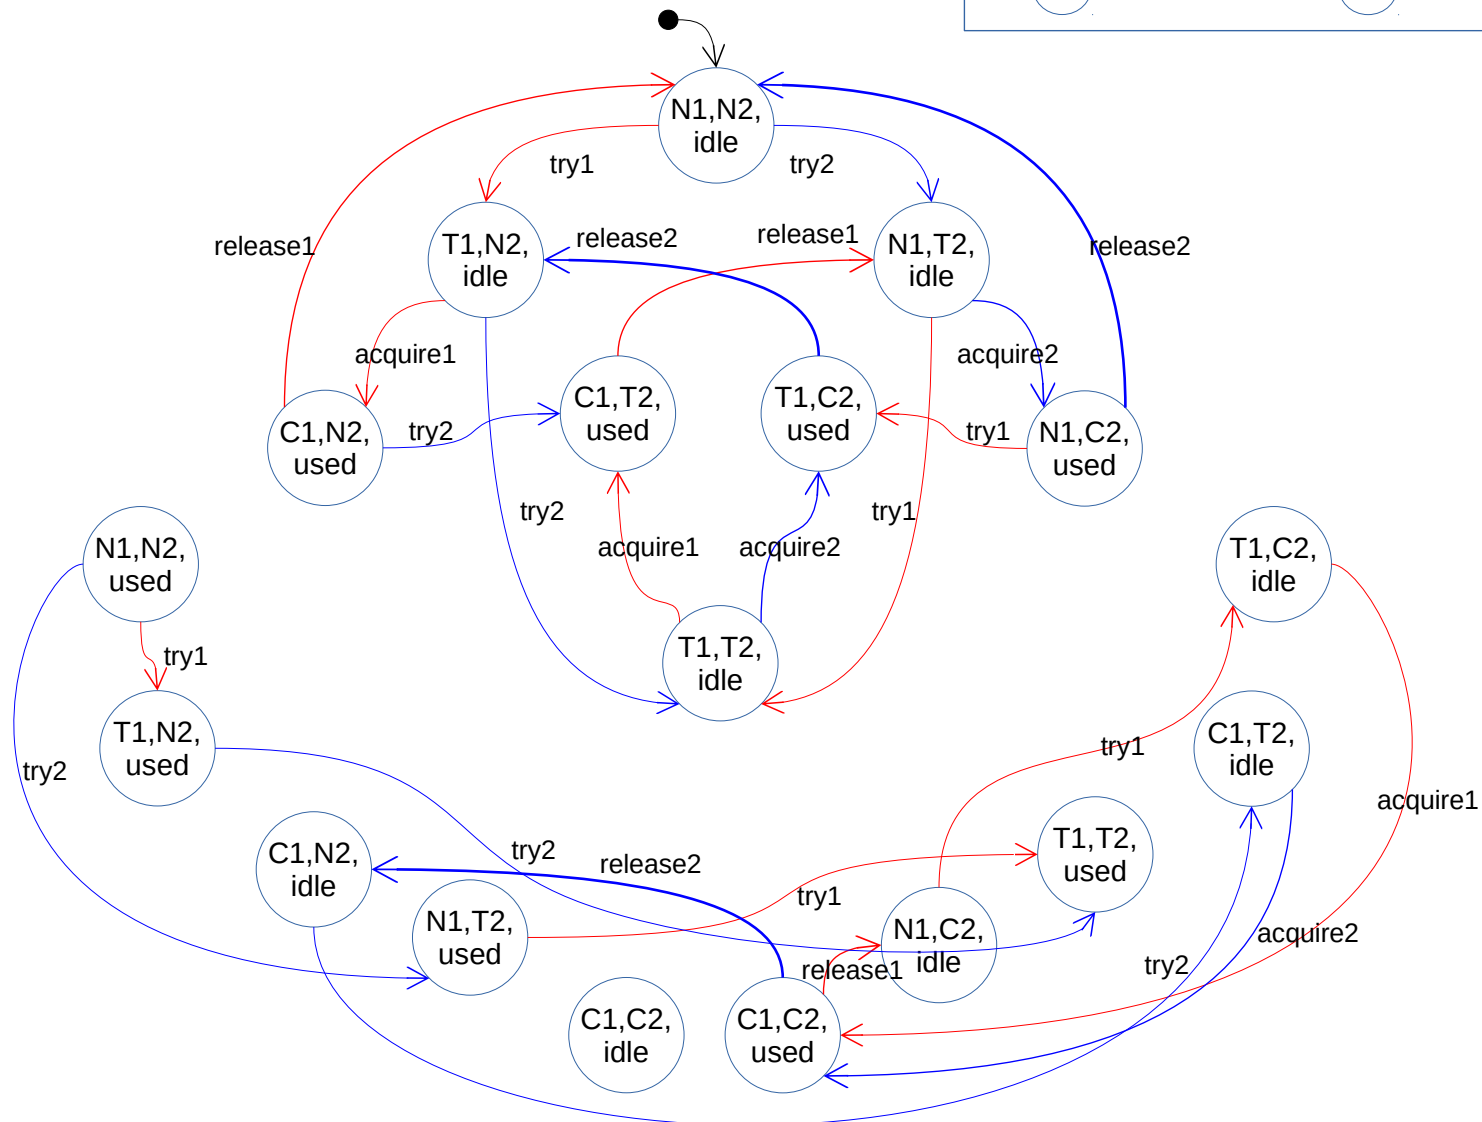 N1,N2,
idle
try1
try2
release1
T1,N2,
idle
release2
release1
N1,T2,
idle
release2
acquire1
acquire2
C1,N2,
used
try2
C1,T2,
used
T1,C2,
used
try1
N1,C2,
used
try2
try1
acquire1
acquire2
N1,N2,
used
T1,C2,
idle
try1
T1,T2,
idle
T1,N2,
used
try2
try1
C1,T2,
idle
acquire1
C1,N2,
idle
try2
release2
T1,T2,
used
try1
N1,T2,
used
N1,C2,
idle
acquire2
release1
try2
C1,C2,
idle
C1,C2,
used